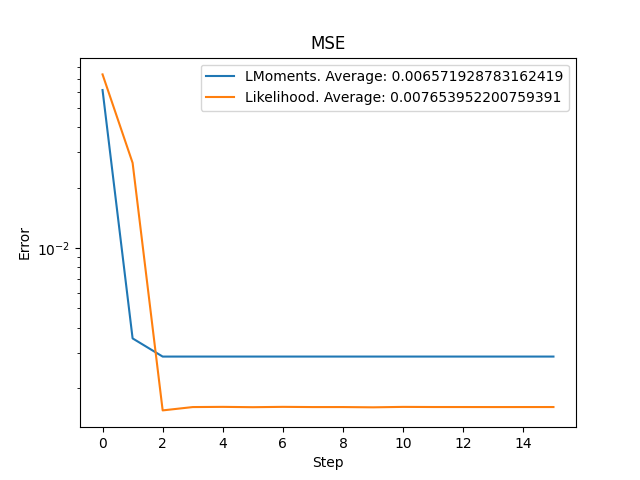 MSE
LMoments. Average: 0.006571928783162419
Likelihood. Average: 0.007653952200759391
Error
10⁻²
0 2 4 6 8 10 12 14
Step